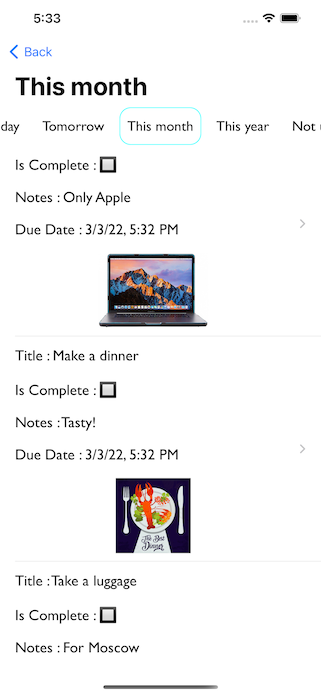 5:33
Back
This month
day Tomorrow This month This year Not
Is Complete :
Notes : Only Apple
Due Date : 3/3/22, 5:32 PM
Title : Make a dinner
Is Complete :
Notes : Tasty!
Due Date : 3/3/22, 5:32 PM
The Best
Dinner
Title : Take a luggage
Is Complete :
Notes : For Moscow